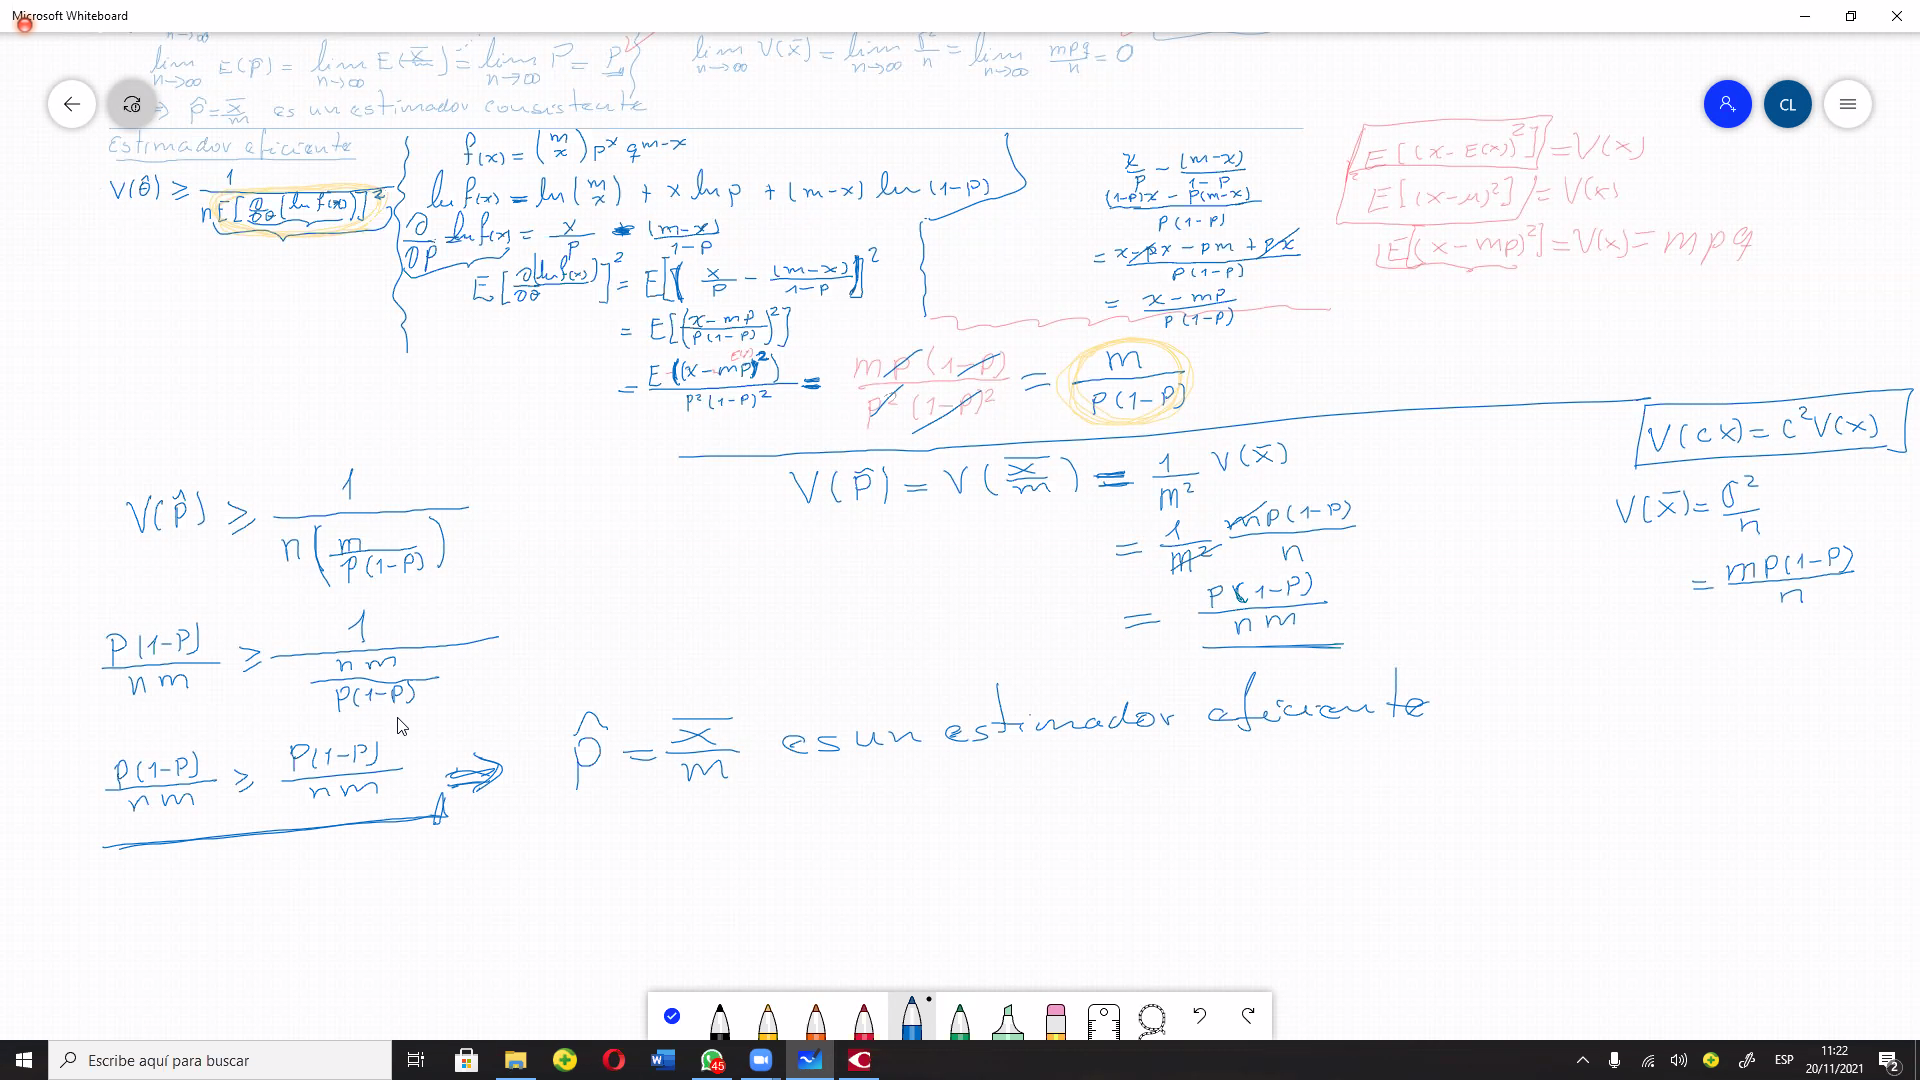 Microsoft Whiteboard
n→∞
lim n→∞ E(p̂) = lim n→∞ E(x̄/m) = lim n→∞ P = P
lim n→∞ V(x̄) = lim n→∞ σ²/n = lim n→∞ mpq/n = 0
⇒ p̂ = x̄/m es un estimador consistente
Estimador eficiente
V(θ̂) ≥ 1 / nE[∂/∂θ [ln f(x)]]²
f(x) = (m x) p^x q^(m-x)
ln f(x) = ln (m x) + x ln p + (m-x) ln (1-p)
∂/∂p ln f(x) = x/p - (m-x)/(1-p)
E[∂(ln f(x))/∂θ]² = E[(x/p - (m-x)/(1-p))]²
= E[((x-mp)/(p(1-p)))²]
E(x)
= E((x-mp)²) / p²(1-p)² = mp(1-p) / p²(1-p)² = m / p(1-p)
x/p - (m-x)/(1-p)
((1-p)x - p(m-x)) / p(1-p)
= (x - px - pm + px) / p(1-p)
= (x - mp) / p(1-p)
E[(x-E(x))²] = V(x)
E[(x-μ)²] = V(x)
E[(x-mp)²] = V(x) = mpq
V(cx) = c²V(x)
V(x̄) = σ²/n
= mp(1-p)/n
V(p̂) = V(x̄/m) = 1/m² V(x̄)
= 1/m² mp(1-p)/n
= p(1-p)/nm
V(p̂) ≥ 1 / n(m/p(1-p))
P(1-P)/nm ≥ 1 / (nm/P(1-P))
P(1-P)/nm ≥ P(1-P)/nm ⇒ p̂ = x̄/m es un estimador eficiente
CL
Escribe aquí para buscar
45
ESP
11:22
20/11/2021
2